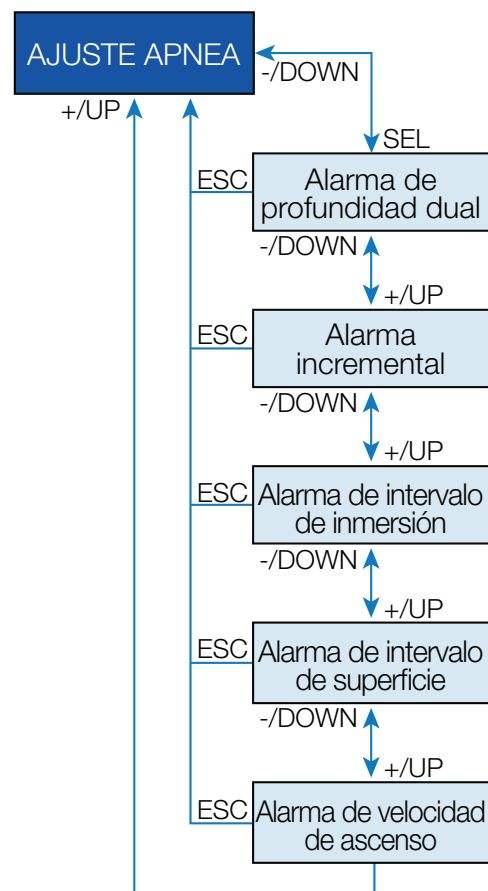 AJUSTE APNEA
-/DOWN
+/UP
SEL
ESC
Alarma de
profundidad dual
-/DOWN
+/UP
ESC
Alarma
incremental
-/DOWN
+/UP
ESC
Alarma de intervalo
de inmersión
-/DOWN
+/UP
ESC
Alarma de intervalo
de superficie
-/DOWN
+/UP
ESC
Alarma de velocidad
de ascenso